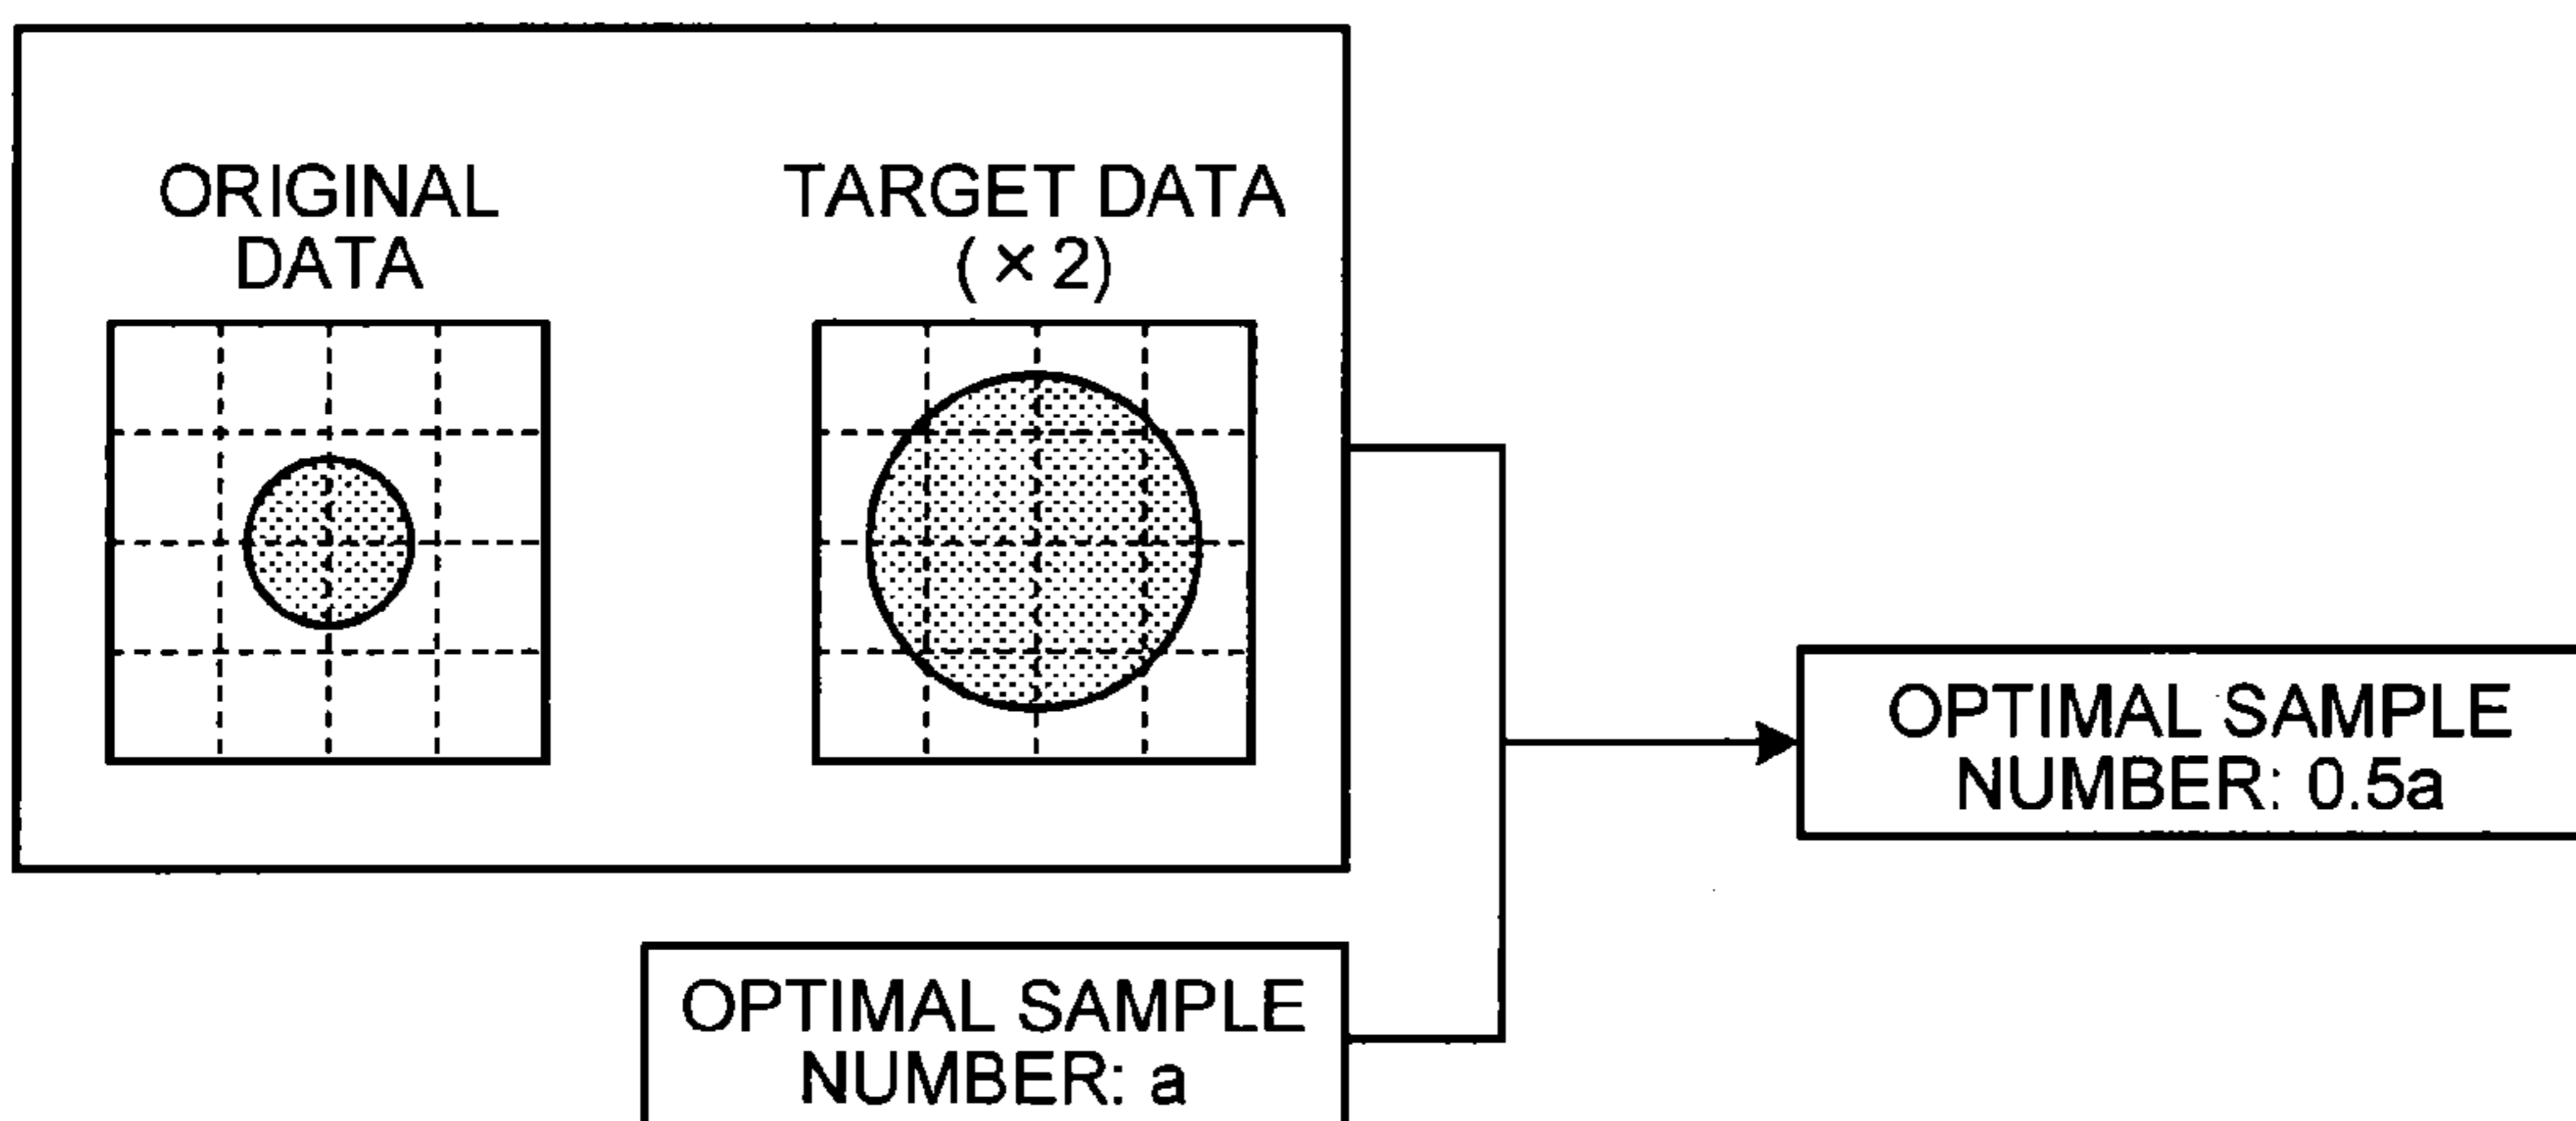 ORIGINAL
DATA
TARGET DATA
(×2)
OPTIMAL SAMPLE
NUMBER: 0.5a
OPTIMAL SAMPLE
NUMBER: a